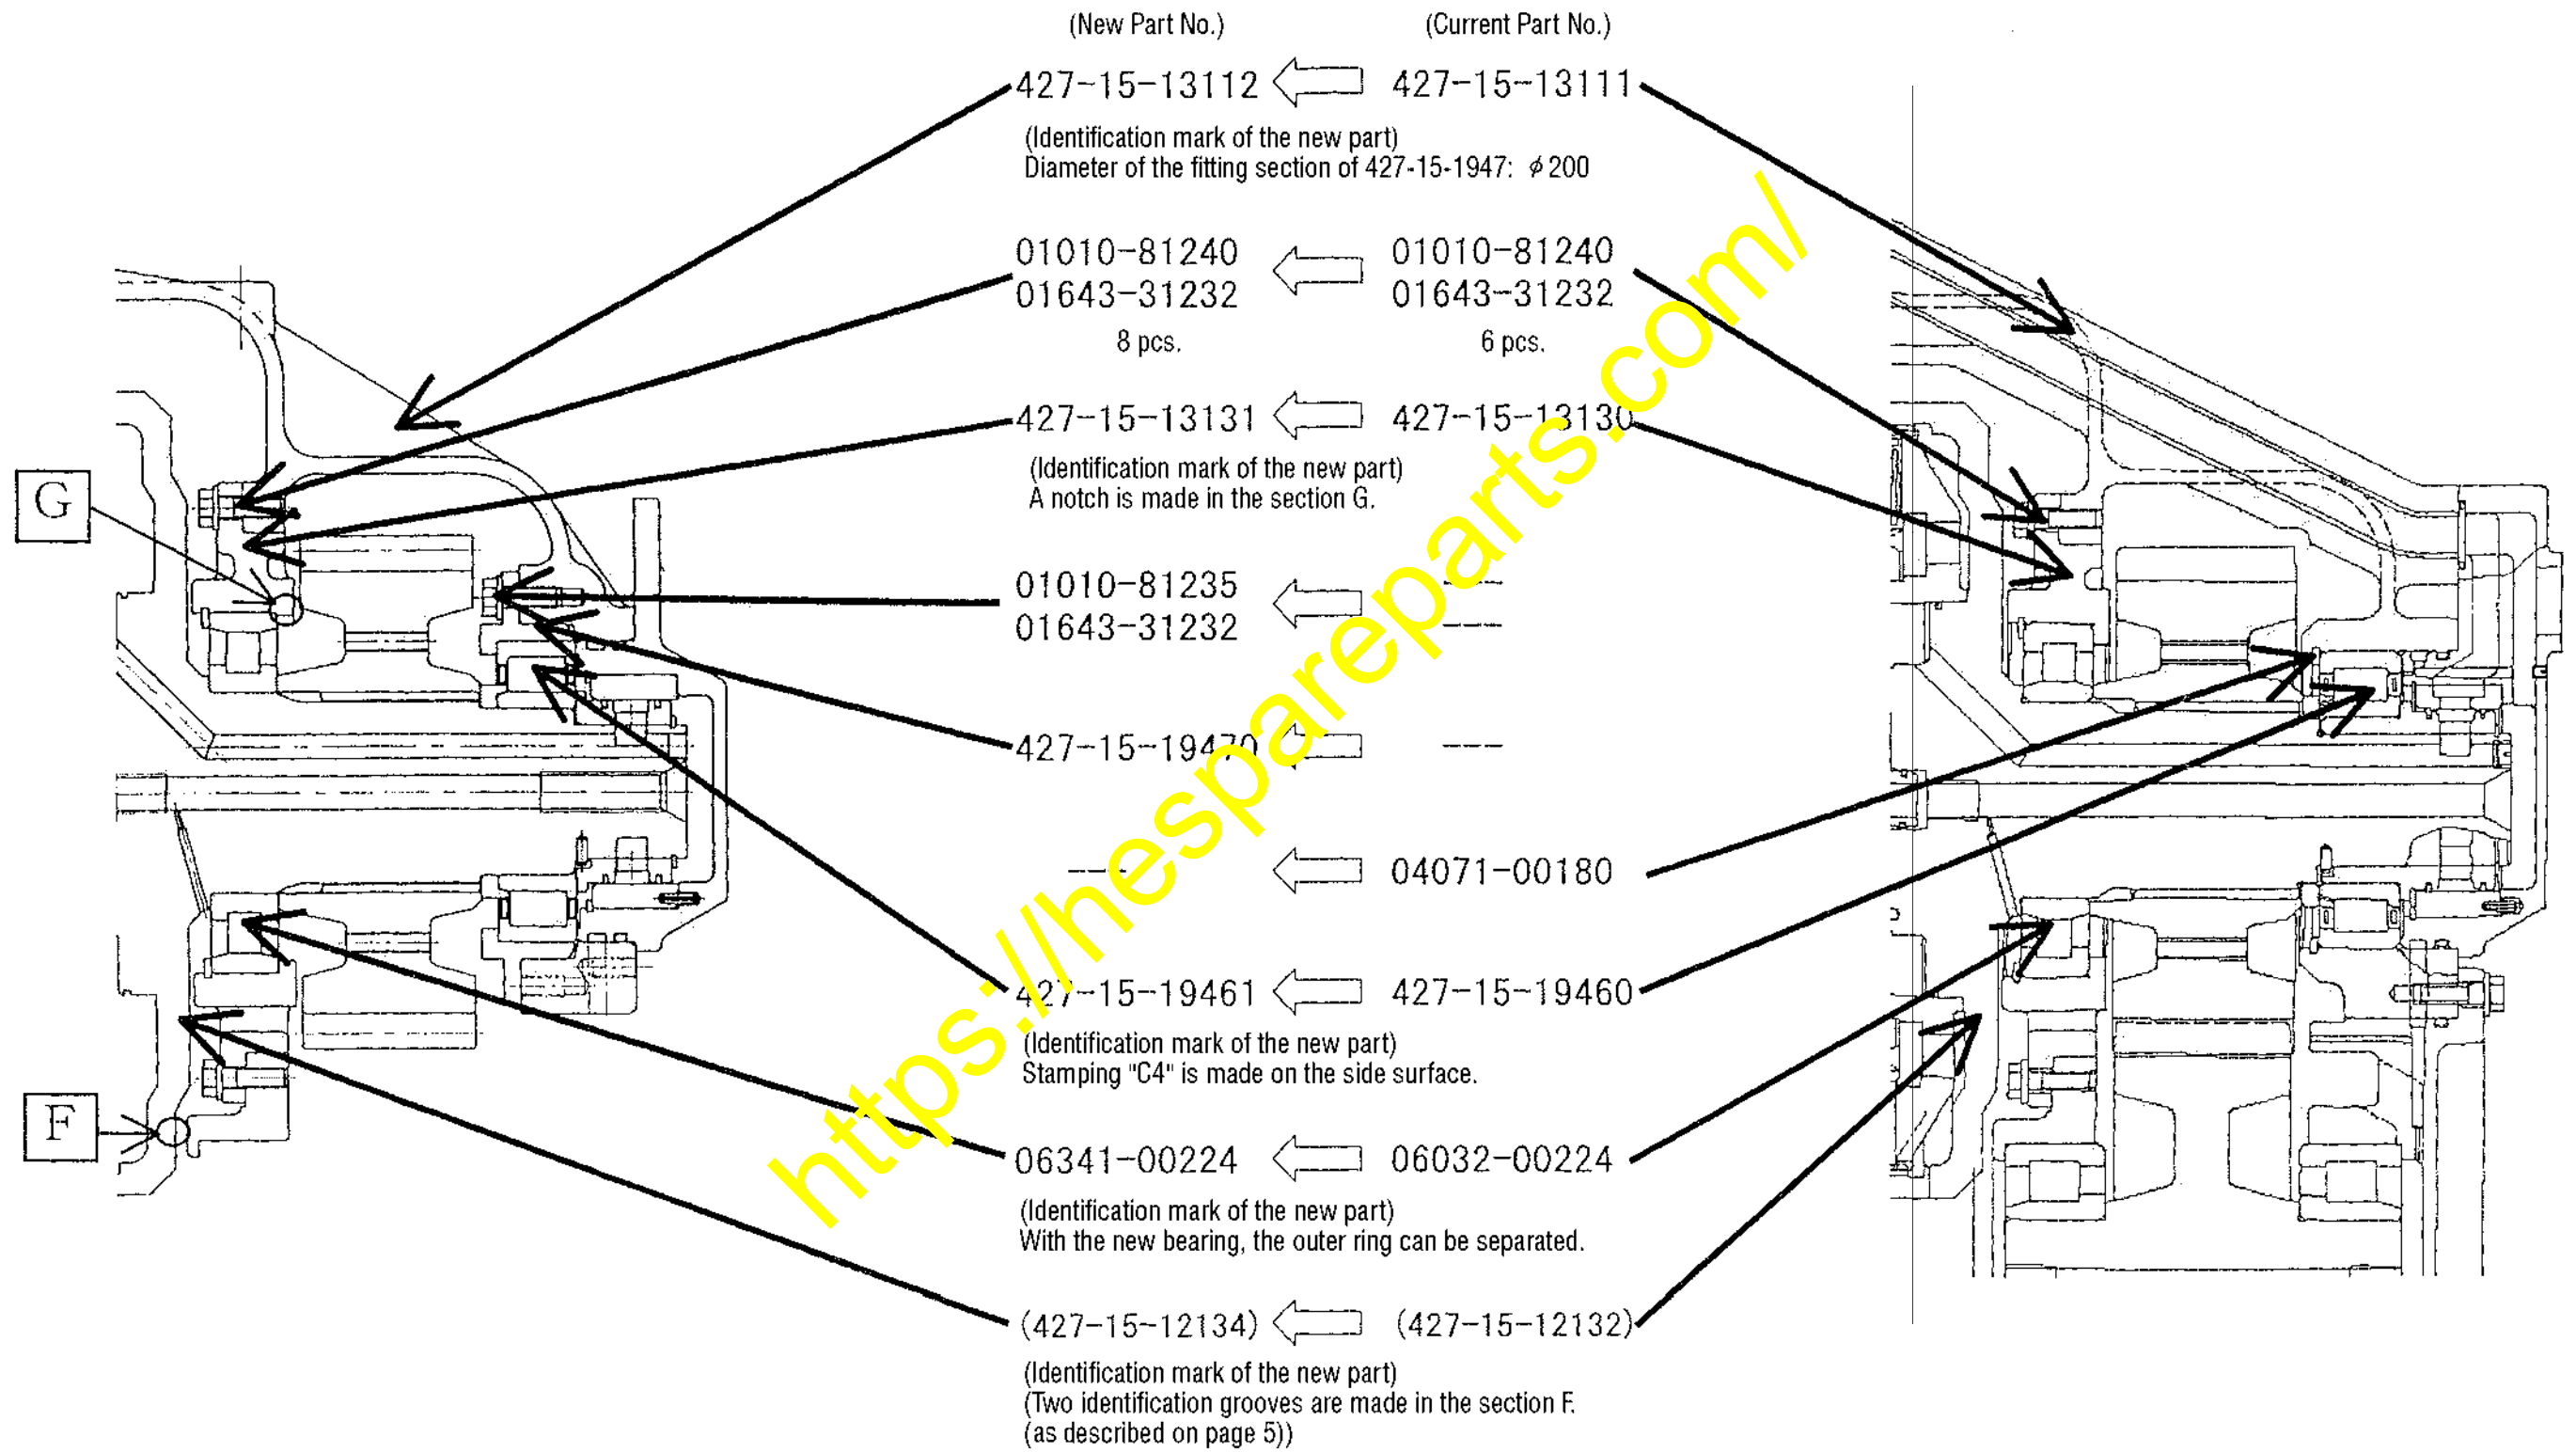 (New Part No.) (Current Part No.)
427-15-13112 427-15-13111
(Identification mark of the new part)
Diameter of the fitting section of 427-15-1947: ⌀200
01010-81240 01010-81240
01643-31232 01643-31232
8 pcs. 6 pcs.
427-15-13131 427-15-13130
(Identification mark of the new part)
A notch is made in the section G.
G
01010-81235 ---
01643-31232 ---
427-15-19470 ---
--- 04071-00180
427-15-19461 427-15-19460
(Identification mark of the new part)
Stamping "C4" is made on the side surface.
F
06341-00224 06032-00224
(Identification mark of the new part)
With the new bearing, the outer ring can be separated.
(427-15-12134) (427-15-12132)
(Identification mark of the new part)
(Two identification grooves are made in the section F.
(as described on page 5))
https://hespareparts.com/